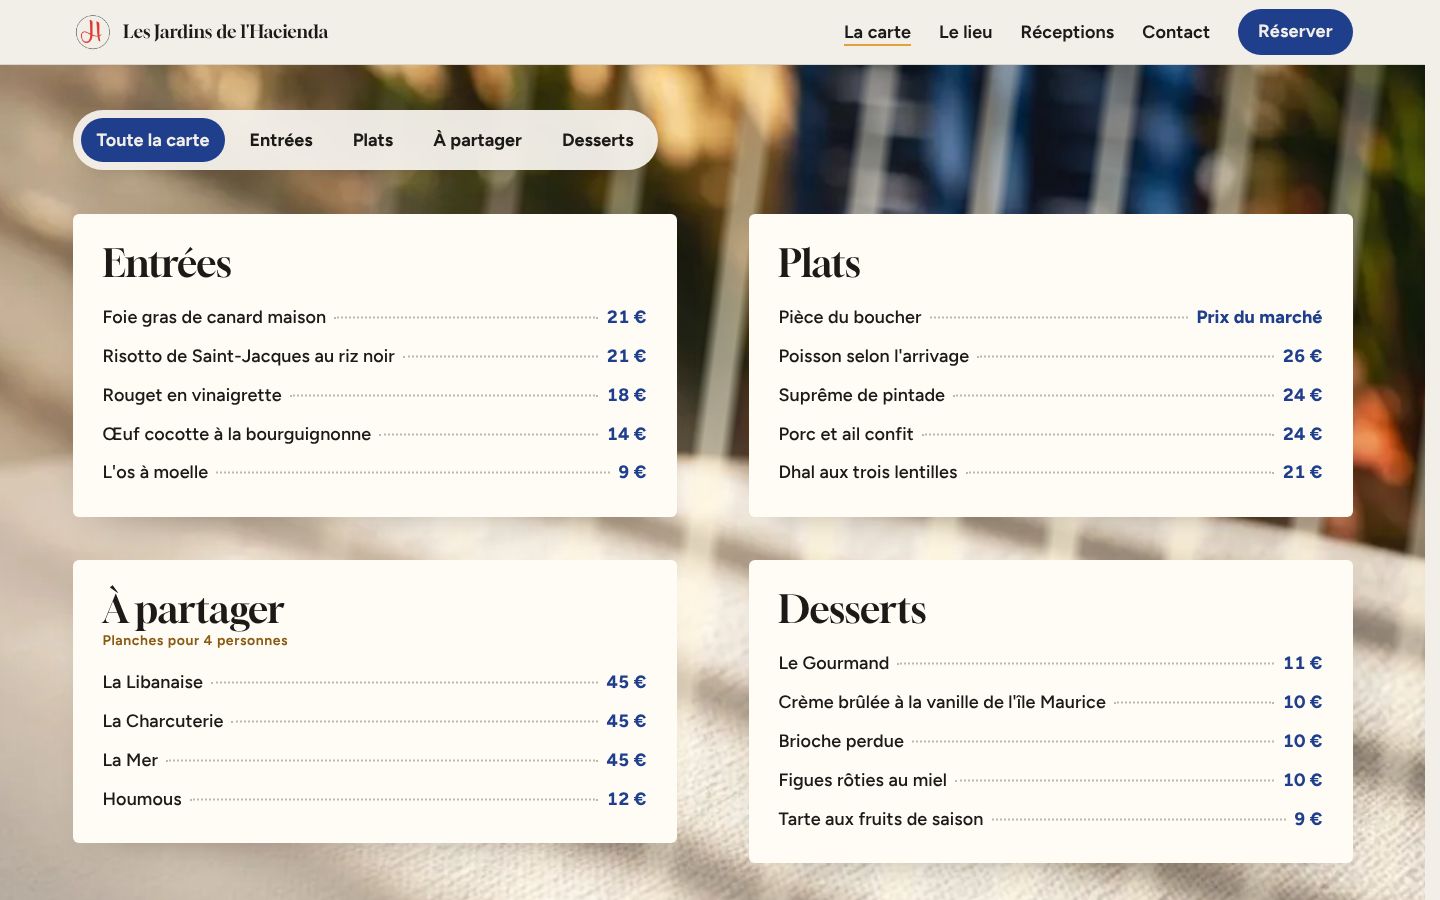 Les Jardins de l'Hacienda
La carte
Le lieu
Réceptions
Contact
Réserver
Toute la carte
Entrées
Plats
À partager
Desserts
Entrées
Foie gras de canard maison 21 €
Risotto de Saint-Jacques au riz noir 21 €
Rouget en vinaigrette 18 €
Œuf cocotte à la bourguignonne 14 €
L'os à moelle 9 €
Plats
Pièce du boucher Prix du marché
Poisson selon l'arrivage 26 €
Suprême de pintade 24 €
Porc et ail confit 24 €
Dhal aux trois lentilles 21 €
À partager
Planches pour 4 personnes
La Libanaise 45 €
La Charcuterie 45 €
La Mer 45 €
Houmous 12 €
Desserts
Le Gourmand 11 €
Crème brûlée à la vanille de l'île Maurice 10 €
Brioche perdue 10 €
Figues rôties au miel 10 €
Tarte aux fruits de saison 9 €